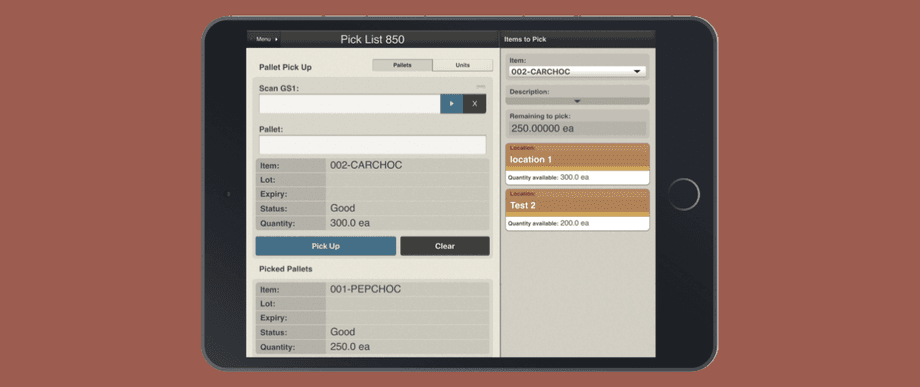 Menu
Pick List 850
Items to Pick
Pallet Pick Up
Pallets
Units
Scan GS1:
X
Pallet:
Item: 002-CARCHOC
Lot:
Expiry:
Status: Good
Quantity: 300.0 ea
Pick Up
Clear
Picked Pallets
Item: 001-PEPCHOC
Lot:
Expiry:
Status: Good
Quantity: 250.0 ea
Item:
002-CARCHOC
Description:
Remaining to pick:
250.00000 ea
Location:
location 1
Quantity available: 300.0 ea
Location:
Test 2
Quantity available: 200.0 ea